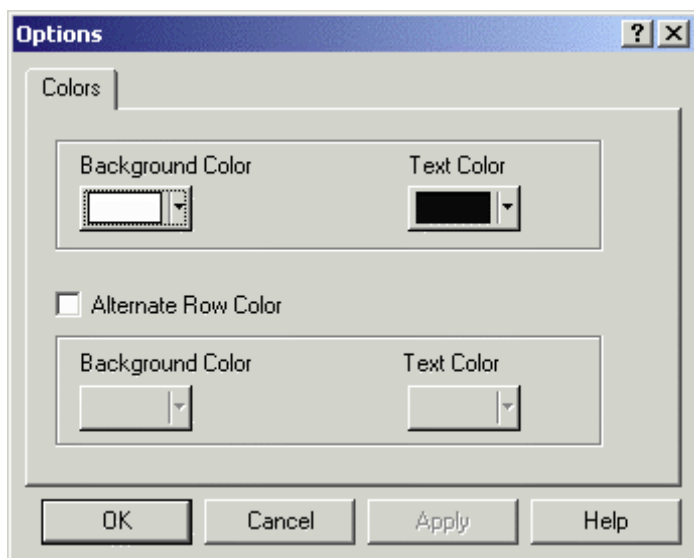 Options
Colors
Background Color
Text Color
Alternate Row Color
Background Color
Text Color
OK
Cancel
Apply
Help